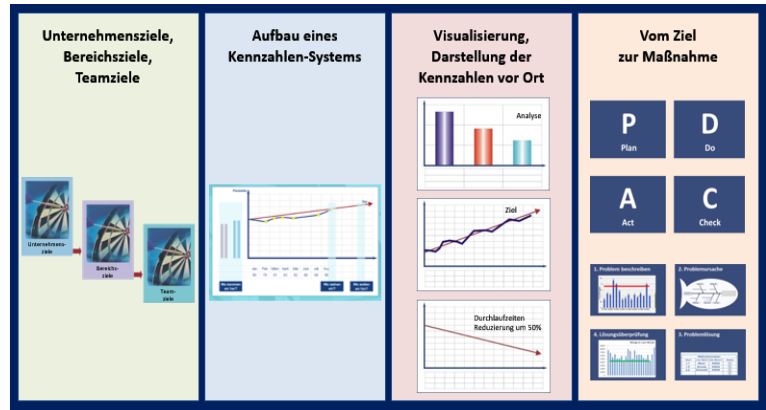 Unternehmensziele,
Bereichsziele,
Teamziele
Unternehmens-
ziele
Bereichs-
ziele
Team-
ziele
Aufbau eines
Kennzahlen-Systems
Visualisierung,
Darstellung der
Kennzahlen vor Ort
Analyse
Ziel
Durchlaufzeiten
Reduzierung um 50%
Vom Ziel
zur Maßnahme
P
Plan
D
Do
A
Act
C
Check
1. Problem beschreiben
2. Problemursache
4. Lösungsüberprüfung
3. Problemlösung